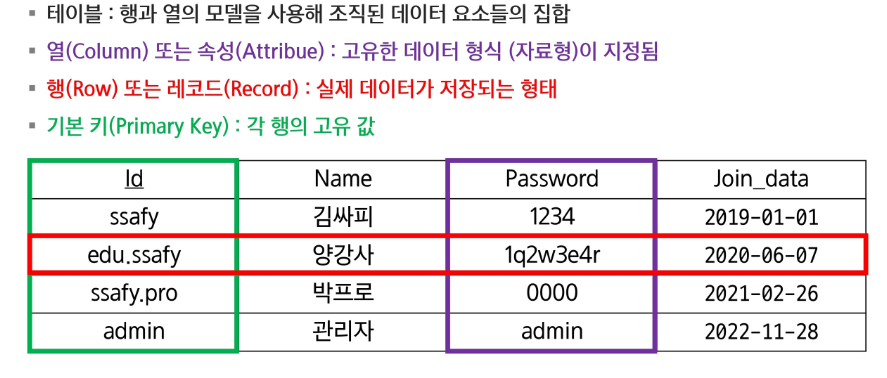 ▪ 테이블 : 행과 열의 모델을 사용해 조직된 데이터 요소들의 집합
▪ 열(Column) 또는 속성(Attribue) : 고유한 데이터 형식 (자료형)이 지정됨
▪ 행(Row) 또는 레코드(Record) : 실제 데이터가 저장되는 형태
▪ 기본 키(Primary Key) : 각 행의 고유 값
Id Name Password Join_data
ssafy 김싸피 1234 2019-01-01
edu.ssafy 양강사 1q2w3e4r 2020-06-07
ssafy.pro 박프로 0000 2021-02-26
admin 관리자 admin 2022-11-28